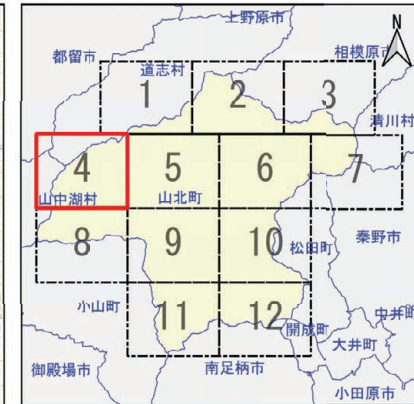 上野原市
N
都留市
道志村
相模原市
1
2
3
清川村
4
5
6
7
山中湖村
山北町
秦野市
8
9
10
松田町
小山町
中井町
11
12
開成町
大井町
御殿場市
南足柄市
小田原市